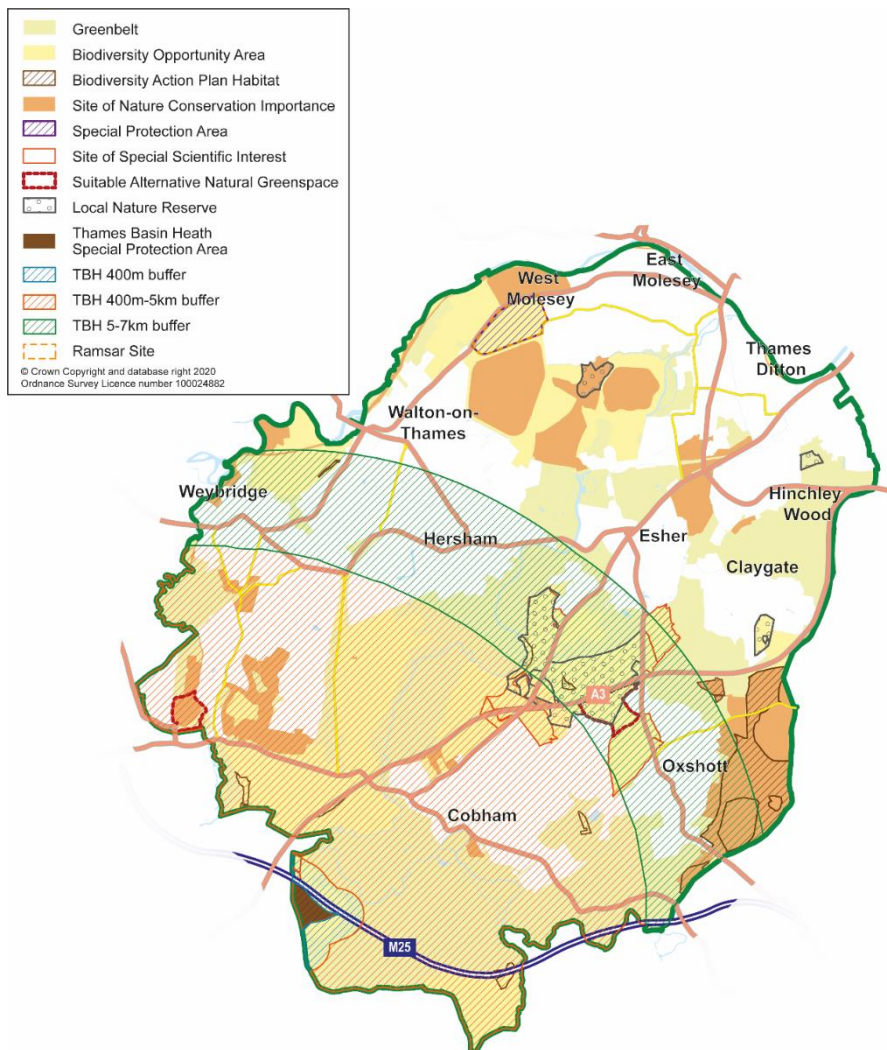 Greenbelt
Biodiversity Opportunity Area
Biodiversity Action Plan Habitat
Site of Nature Conservation Importance
Special Protection Area
Site of Special Scientific Interest
Suitable Alternative Natural Greenspace
Local Nature Reserve
Thames Basin Heath
Special Protection Area
TBH 400m buffer
TBH 400m-5km buffer
TBH 5-7km buffer
Ramsar Site
© Crown Copyright and database right 2020
Ordnance Survey Licence number 100024882
East
Molesey
West
Molesey
Thames
Ditton
Walton-on-
Thames
Weybridge
Hinchley
Wood
Hersham
Esher
Claygate
A3
Oxshott
Cobham
M25